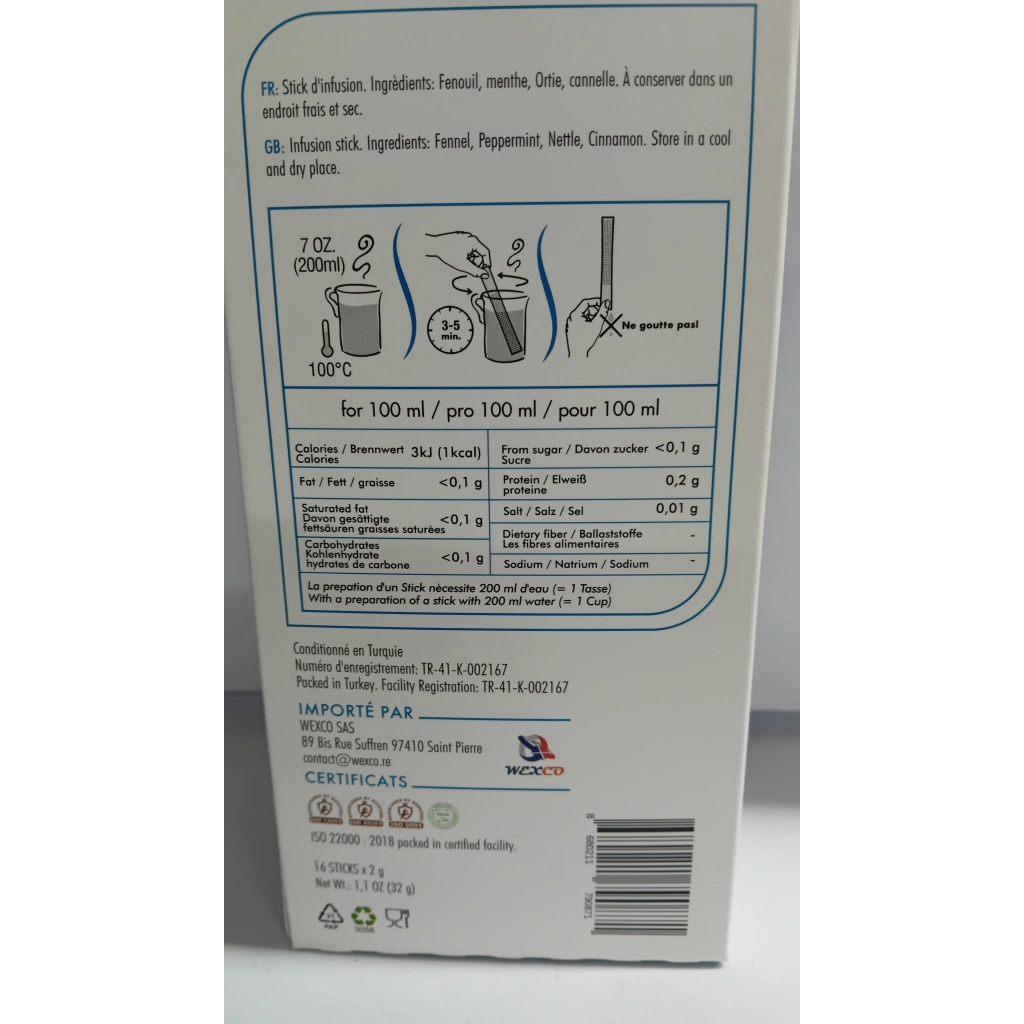 FR: Stick d'infusion. Ingrèdients: Fenouil, menthe, Ortie, cannelle. À conserver dans un
endroit frais et sec.
GB: Infusion stick. Ingredients: Fennel, Peppermint, Nettle, Cinnamon. Store in a cool
and dry place.
7 OZ.
(200ml)
100°C
3-5
min.
Ne goutte pas!
for 100 ml / pro 100 ml / pour 100 ml
Calories / Brennwert 3kJ (1kcal)
Calories
Fat / Fett / graisse <0,1 g
Saturated fat
Davon gesättigte <0,1 g
fettsäuren graisses saturèes
Carbohydrates
Kohlenhydrate <0,1 g
hydrates de carbone
From sugar / Davon zucker <0,1 g
Sucre
Protein / Elweiß 0,2 g
proteine
Salt / Salz / Sel 0,01 g
Dietary fiber / Ballaststoffe -
Les fibres alimentaires
Sodium / Natrium / Sodium -
La prepation d'un Stick nècessite 200 ml d'eau (= 1 Tasse)
With a preparation of a stick with 200 ml water (= 1 Cup)
Conditionné en Turquie
Numéro d'enregistrement: TR-41-K-002167
Packed in Turkey. Facility Registration: TR-41-K-002167
IMPORTÉ PAR
WEXCO SAS
89 Bis Rue Suffren 97410 Saint Pierre
contact@wexco.re
WEXCO
CERTIFICATS
ISO 22000 : 2018 packed in certified facility.
16 STICKS x 2 g
Net Wt.: 1,1 OZ (32 g)
21
PAP
3058
8 680211 790871